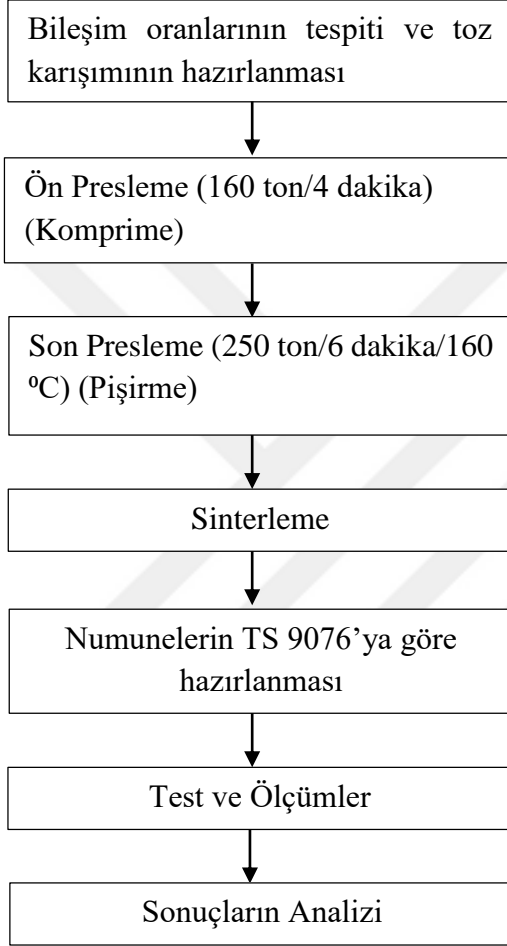 Bileşim oranlarının tespiti ve toz
karışımının hazırlanması
Ön Presleme (160 ton/4 dakika)
(Komprime)
Son Presleme (250 ton/6 dakika/160
⁰C) (Pişirme)
Sinterleme
Numunelerin TS 9076’ya göre
hazırlanması
Test ve Ölçümler
Sonuçların Analizi